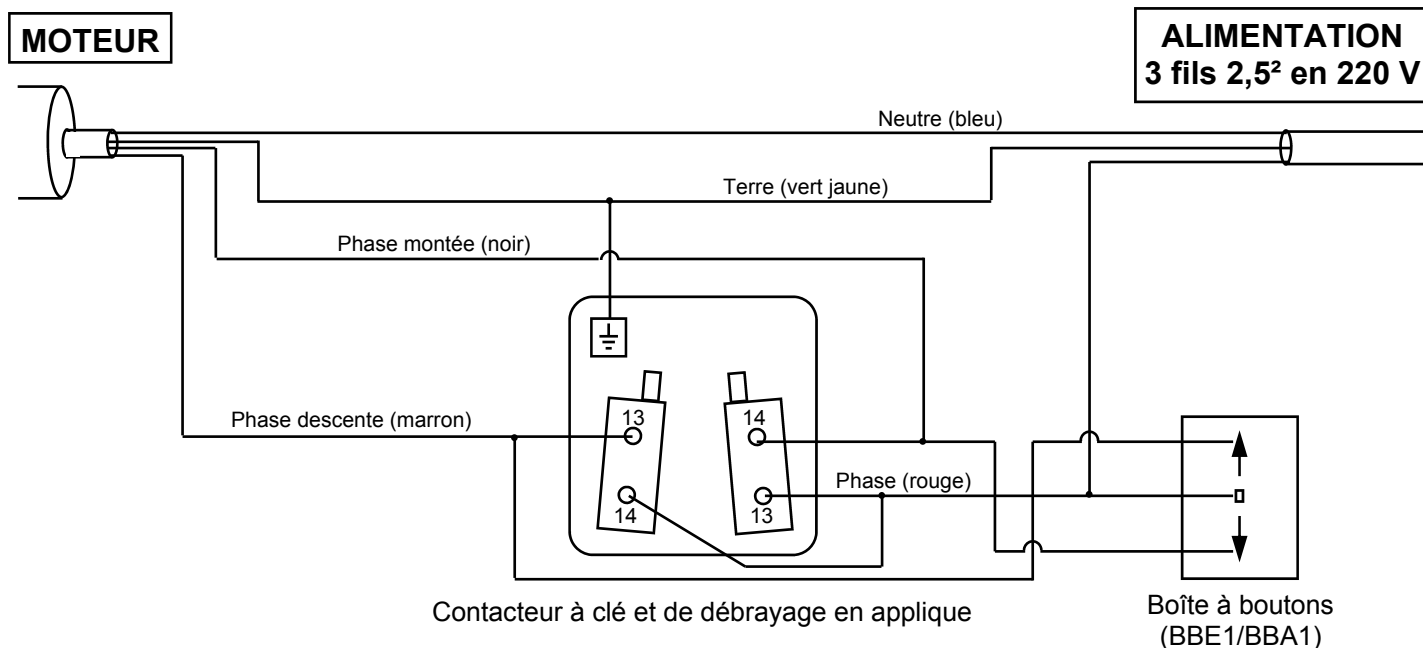 MOTEUR
ALIMENTATION
3 fils 2,5² en 220 V
Neutre (bleu)
Terre (vert jaune)
Phase montée (noir)
Phase descente (marron)
13
14
14
13
Phase (rouge)
Contacteur à clé et de débrayage en applique
Boîte à boutons
(BBE1/BBA1)